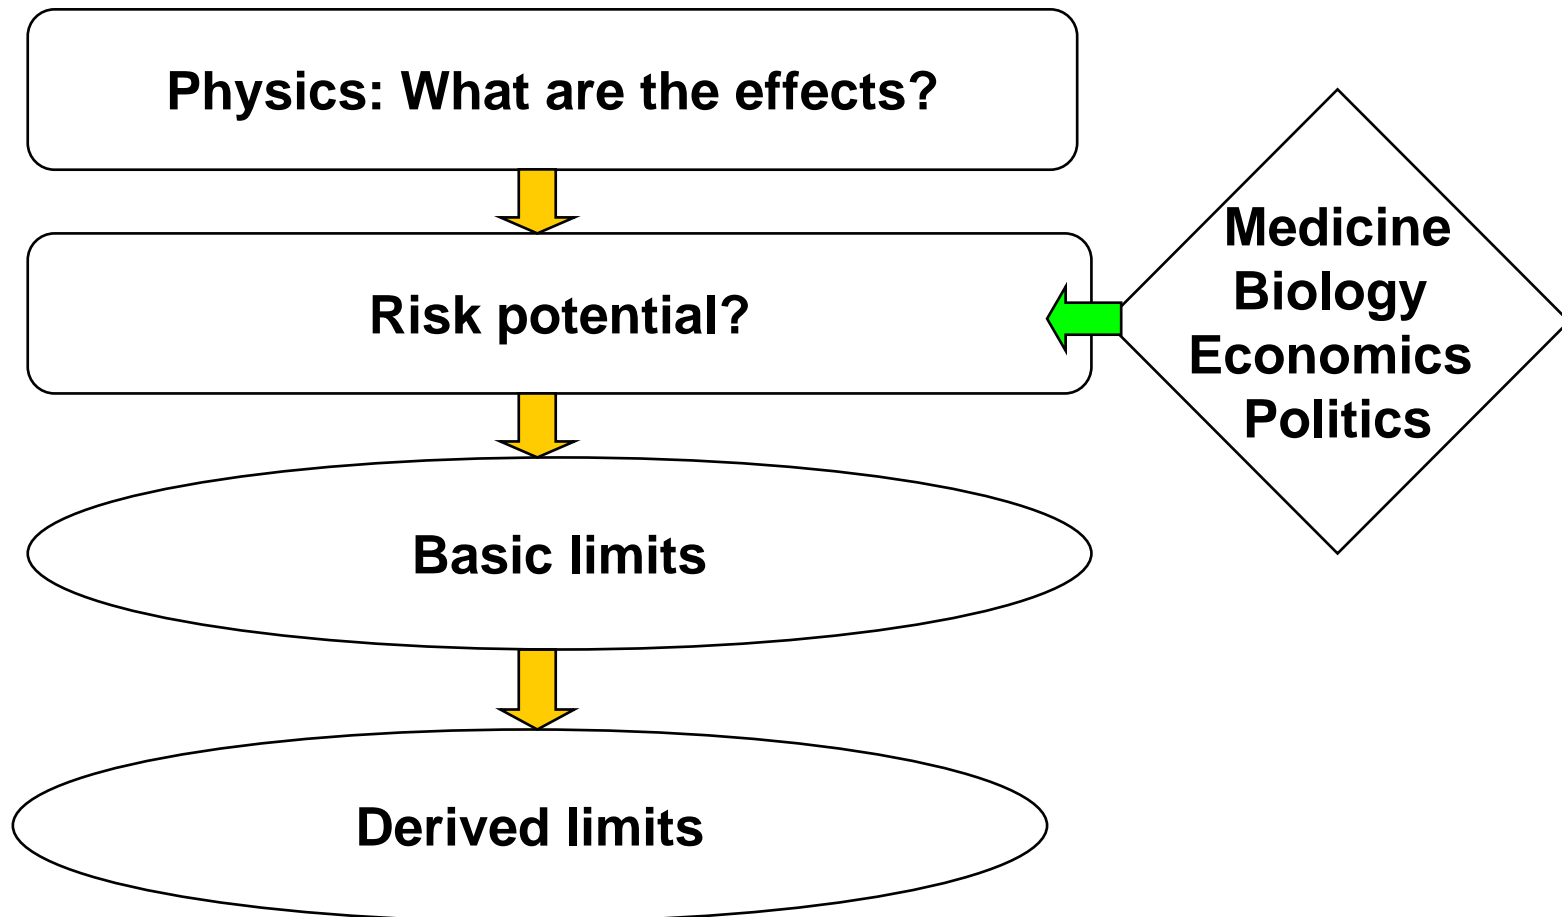 Physics: What are the effects?
Risk potential?
Medicine
Biology
Economics
Politics
Basic limits
Derived limits